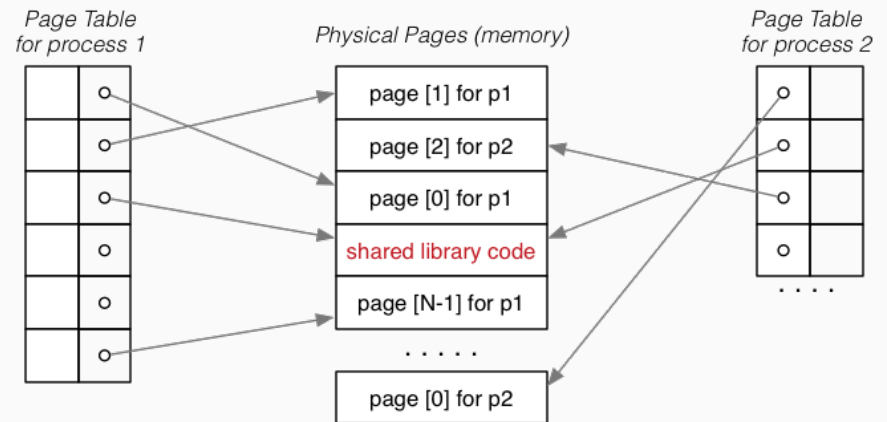 Page Table
for process 1
Physical Pages (memory)
Page Table
for process 2
page [1] for p1
page [2] for p2
page [0] for p1
shared library code
page [N-1] for p1
. . . . .
page [0] for p2
. . . .